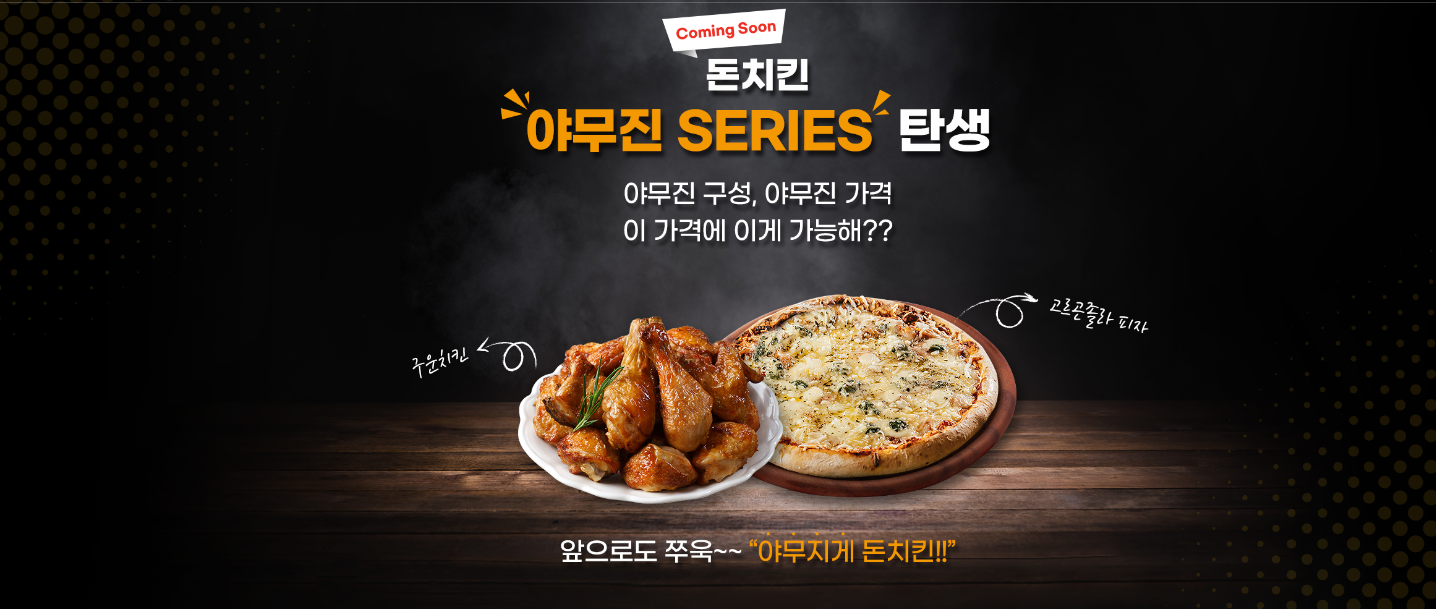 Coming Soon
돈치킨
야무진 SERIES 탄생
야무진 구성, 야무진 가격
이 가격에 이게 가능해??
고르곤졸라 피자
구운치킨
앞으로도 쭈욱~~ “야무지게 돈치킨!!”